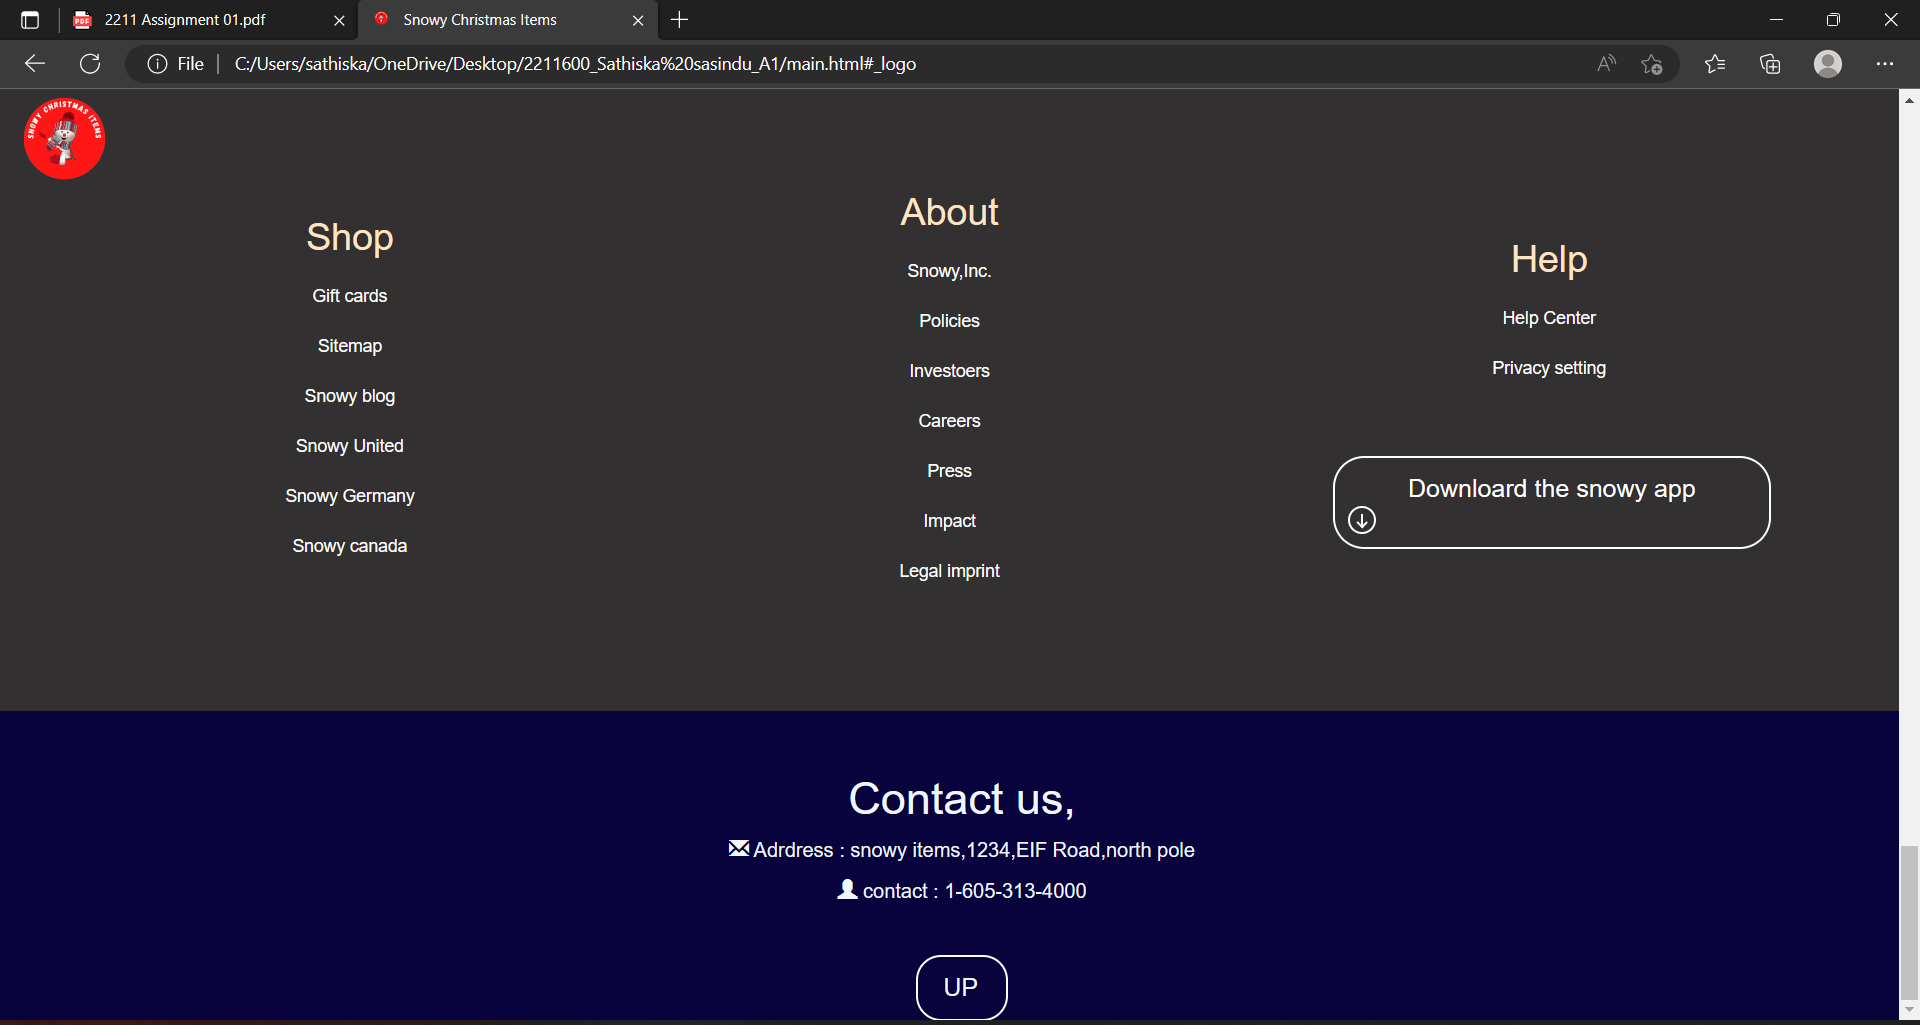 2211 Assignment 01.pdf
Snowy Christmas Items
File
C:/Users/sathiska/OneDrive/Desktop/2211600_Sathiska%20sasindu_A1/main.html#_logo
SNOWY CHRISTMAS ITEMS
Shop
Gift cards
Sitemap
Snowy blog
Snowy United
Snowy Germany
Snowy canada
About
Snowy,Inc.
Policies
Investoers
Careers
Press
Impact
Legal imprint
Help
Help Center
Privacy setting
Downloard the snowy app
Contact us,
Adrdress : snowy items,1234,EIF Road,north pole
contact : 1-605-313-4000
UP